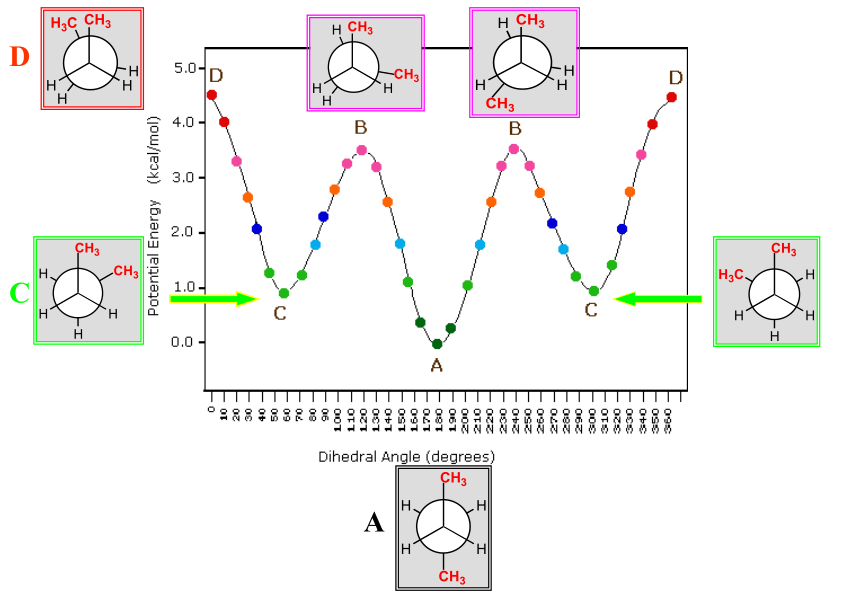 D
H₃C CH₃
H H
H H
H CH₃
CH₃
H
H
H CH₃
H H
CH₃
5.0
4.0
3.0
2.0
1.0
0.0
Potential Energy (kcal/mol)
D
B
B
D
C
C
A
C
CH₃
H CH₃
H H
H
CH₃
H₃C H
H H
H
0 10 20 30 40 50 60 70 80 90 100 110 120 130 140 150 160 170 180 190 200 210 220 230 240 250 260 270 280 290 300 310 320 330 340 350 360
Dihedral Angle (degrees)
A
CH₃
H H
H H
CH₃